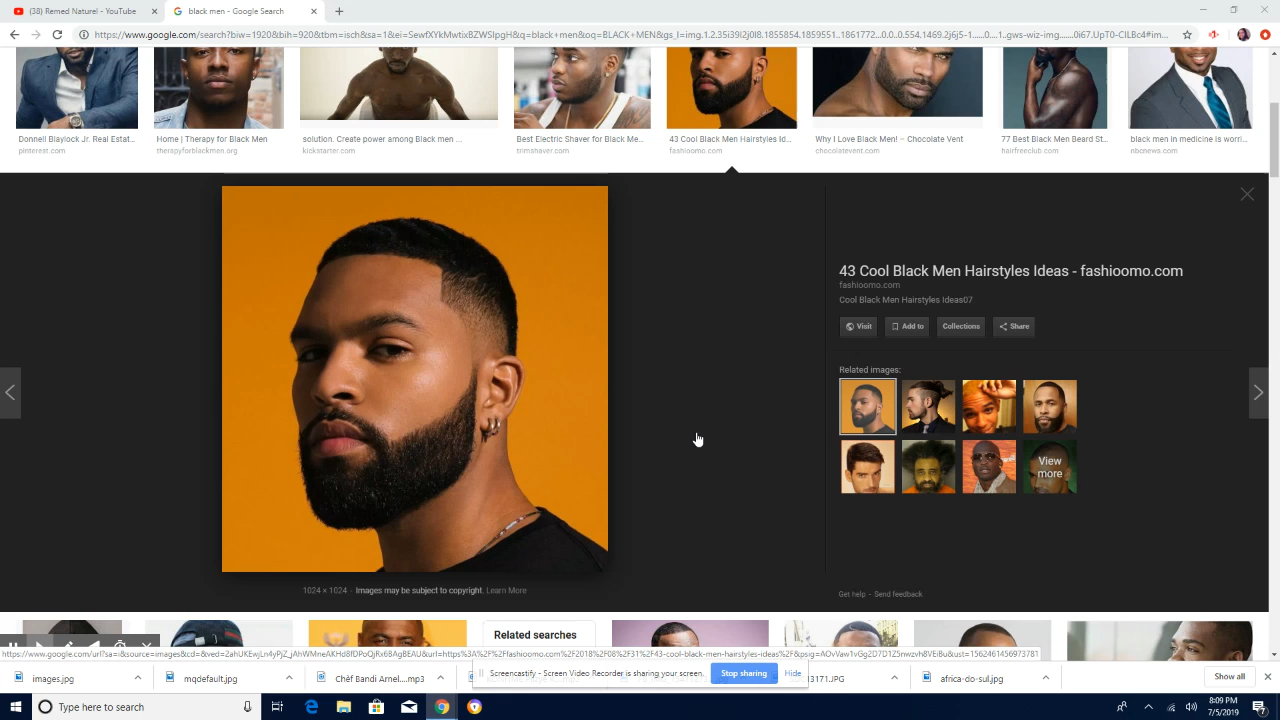 (38) Remed Naturel - YouTube
black men - Google Search
Donnell Blaylock Jr. Real Estat...
pinterest.com
Home | Therapy for Black Men
therapyforblackmen.org
solution. Create power among Black men ...
kickstarter.com
Best Electric Shaver for Black Me...
trimshaver.com
43 Cool Black Men Hairstyles Id...
fashioomo.com
Why I Love Black Men! – Chocolate Vent
chocolatevent.com
77 Best Black Men Beard St...
hairfreeclub.com
black men in medicine is worri...
nbcnews.com
43 Cool Black Men Hairstyles Ideas - fashioomo.com
fashioomo.com
Cool Black Men Hairstyles Ideas07
Visit
Add to
Collections
Share
Related images:
View
more
1024 × 1024 · Images may be subject to copyright. Learn More
Get help - Send feedback
Related searches
images.jpg
mqdefault.jpg
Chèf Bandi Arnel....mp3
Screencastify - Screen Video Recorder is sharing your screen.
Stop sharing
Hide
3171.JPG
africa-do-sul.jpg
Show all
Type here to search
8:09 PM
7/5/2019